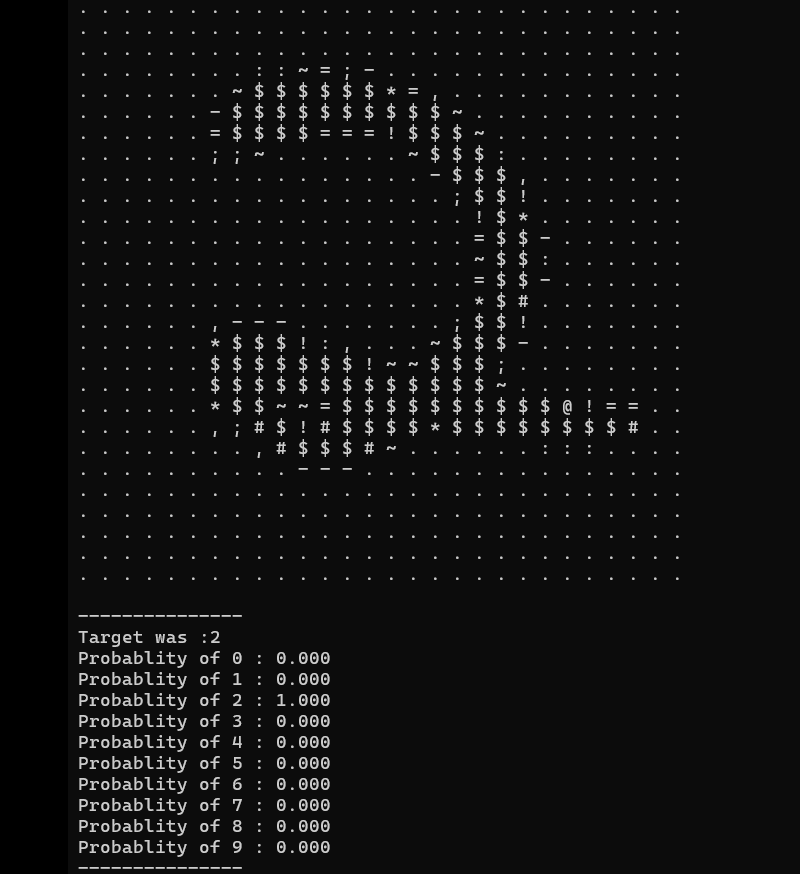 . . . . . . . . . . . . . . . . . . . . . . . . . . . .
. . . . . . . . . . . . . . . . . . . . . . . . . . . .
. . . . . . . . . . . . . . . . . . . . . . . . . . . .
. . . . . . . . : : ~ = ; - . . . . . . . . . . . . . .
. . . . . . . ~ $ $ $ $ $ $ * = , . . . . . . . . . . .
. . . . . . - $ $ $ $ $ $ $ $ $ $ ~ . . . . . . . . . .
. . . . . . = $ $ $ $ = = = ! $ $ $ ~ . . . . . . . . .
. . . . . . ; ; ~ . . . . . . ~ $ $ $ : . . . . . . . .
. . . . . . . . . . . . . . . . - $ $ $ , . . . . . . .
. . . . . . . . . . . . . . . . . ; $ $ ! . . . . . . .
. . . . . . . . . . . . . . . . . . ! $ * . . . . . . .
. . . . . . . . . . . . . . . . . . = $ $ - . . . . . .
. . . . . . . . . . . . . . . . . . ~ $ $ : . . . . . .
. . . . . . . . . . . . . . . . . . = $ $ - . . . . . .
. . . . . . . . . . . . . . . . . . * $ # . . . . . . .
. . . . . . , - - - . . . . . . . ; $ $ ! . . . . . . .
. . . . . . * $ $ $ ! : , . . . ~ $ $ $ - . . . . . . .
. . . . . . $ $ $ $ $ $ $ ! ~ ~ $ $ $ ; . . . . . . . .
. . . . . . $ $ $ $ $ $ $ $ $ $ $ $ $ ~ . . . . . . . .
. . . . . . * $ $ ~ ~ = $ $ $ $ $ $ $ $ $ $ @ ! = = . .
. . . . . . , ; # $ ! # $ $ $ $ * $ $ $ $ $ $ $ $ # . .
. . . . . . . . , # $ $ $ # ~ . . . . . . : : : . . . .
. . . . . . . . . . - - - . . . . . . . . . . . . . . .
. . . . . . . . . . . . . . . . . . . . . . . . . . . .
. . . . . . . . . . . . . . . . . . . . . . . . . . . .
. . . . . . . . . . . . . . . . . . . . . . . . . . . .
. . . . . . . . . . . . . . . . . . . . . . . . . . . .
. . . . . . . . . . . . . . . . . . . . . . . . . . . .
---------------
Target was :2
Probablity of 0 : 0.000
Probablity of 1 : 0.000
Probablity of 2 : 1.000
Probablity of 3 : 0.000
Probablity of 4 : 0.000
Probablity of 5 : 0.000
Probablity of 6 : 0.000
Probablity of 7 : 0.000
Probablity of 8 : 0.000
Probablity of 9 : 0.000
---------------